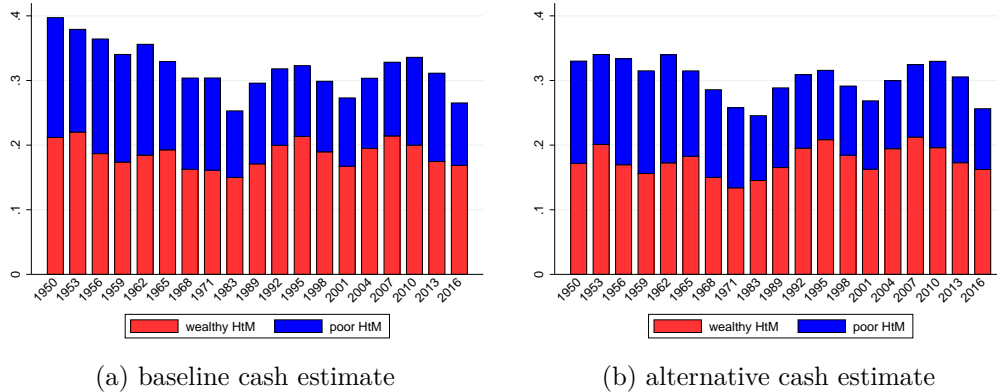 .4
.3
.2
.1
0
1950 1953 1956 1959 1962 1965 1968 1971 1983 1989 1992 1995 1998 2001 2004 2007 2010 2013 2016
wealthy HtM poor HtM
(a) baseline cash estimate
.4
.3
.2
.1
0
1950 1953 1956 1959 1962 1965 1968 1971 1983 1989 1992 1995 1998 2001 2004 2007 2010 2013 2016
wealthy HtM poor HtM
(b) alternative cash estimate